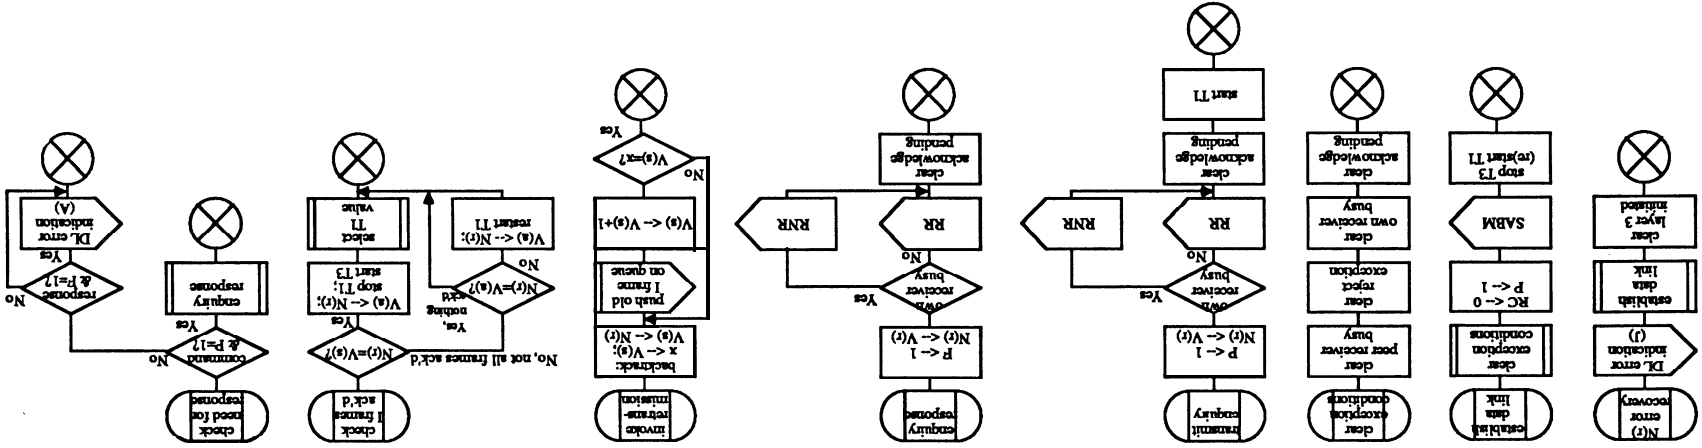 N(r)
error
recovery
DL error
indication
(J)
establish
data
link
clear
layer 3
initiated
establish
data
link
clear
exception
conditions
RC <-- 0
P <-- 1
SABM
stop T3
(re)start T1
clear
exception
conditions
clear
peer receiver
busy
clear
reject
exception
clear
own receiver
busy
clear
acknowledge
pending
transmit
enquiry
P <-- 1
N(r) <-- V(r)
own
receiver
busy
Yes
No
RR
RNR
clear
acknowledge
pending
start T1
enquiry
response
F <-- 1
N(r) <-- V(r)
own
receiver
busy
Yes
No
RR
RNR
clear
acknowledge
pending
invoke
retrans-
mission
backtrack:
x <-- V(s);
V(s) <-- N(r)
push old
I frame
on queue
V(s) <-- V(s)+1
V(s)=x?
No
Yes
check
I frames
ack'd
N(r)=V(s)?
No, not all frames ack'd
Yes
V(a) <-- N(r);
stop T1;
start T3
select
T1
value
N(r)=V(a)?
Yes,
nothing
ack'd
No
V(a) <-- N(r);
restart T1
check
need for
response
command
& P=1?
No
Yes
enquiry
response
response
& F=1?
No
Yes
DL error
indication
(A)